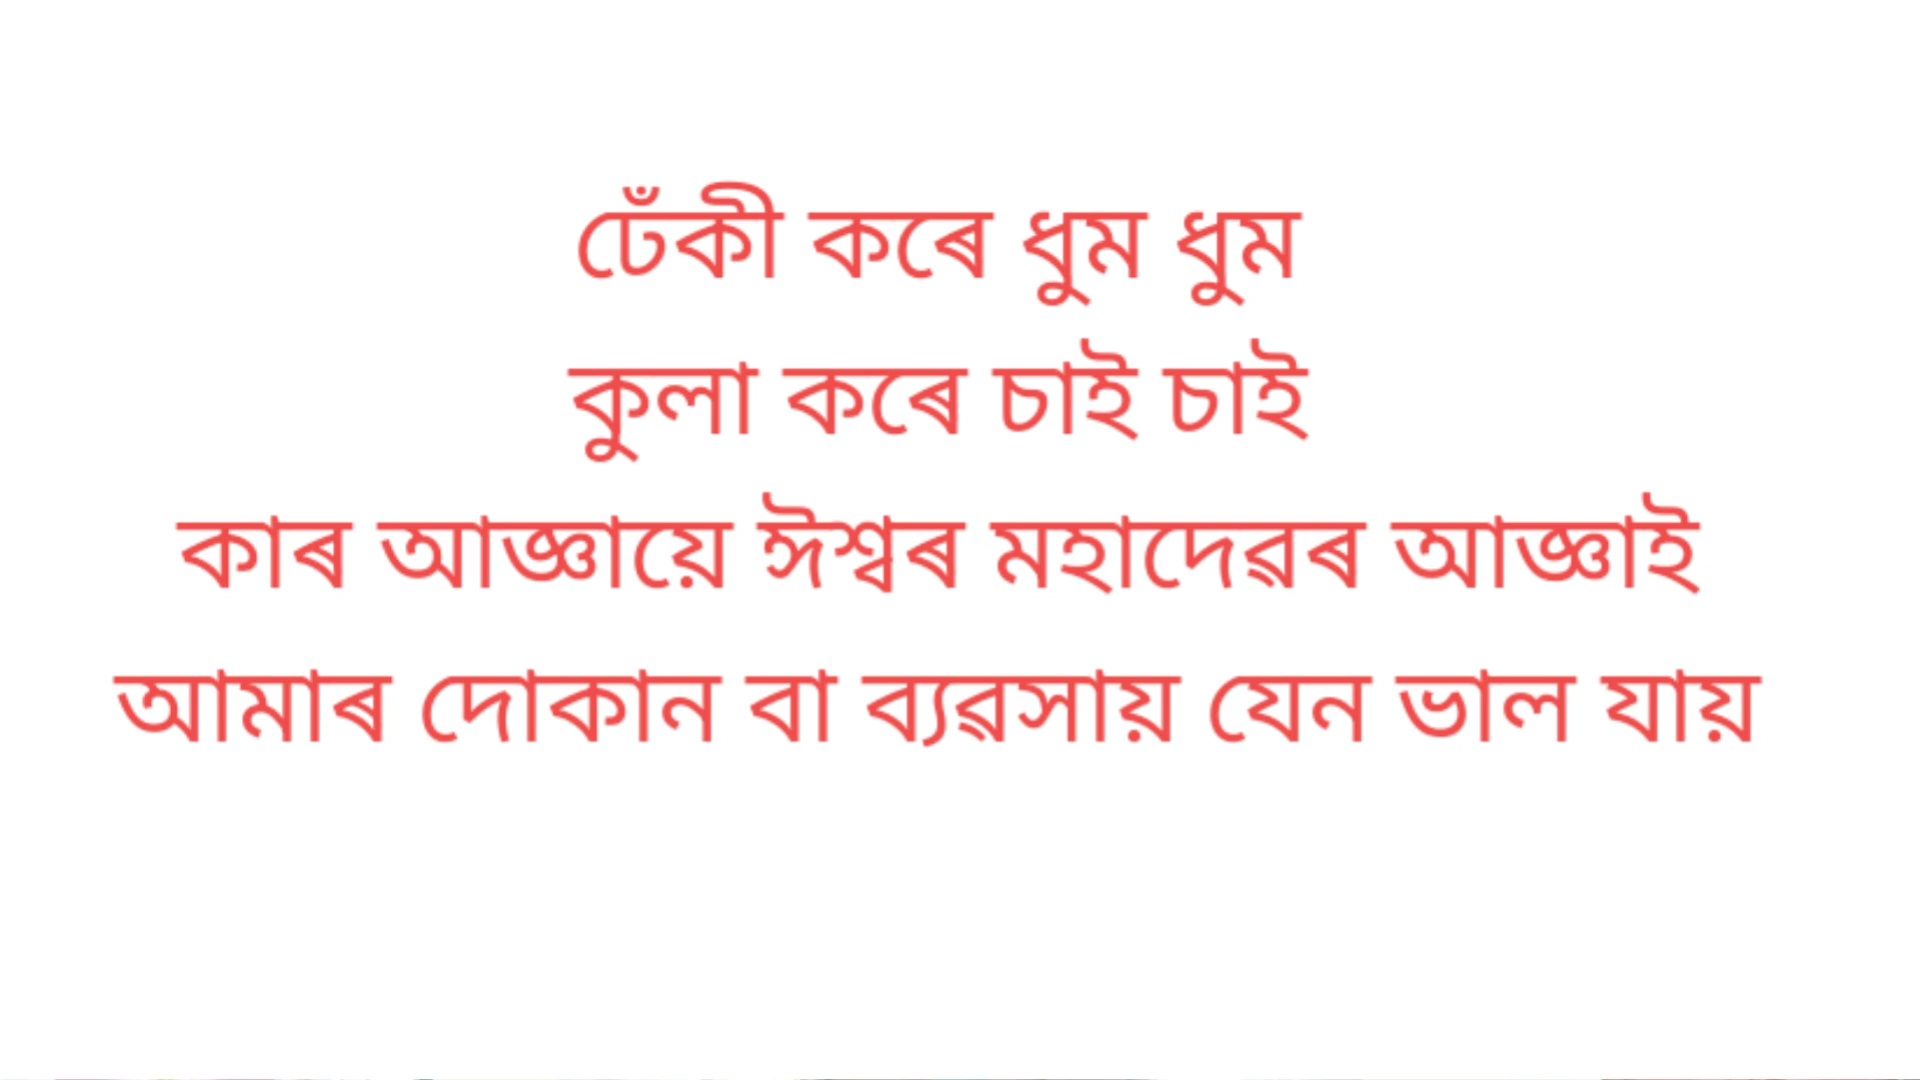 ঢেঁকী কৰে ধুম ধুম
কুলা কৰে চাই চাই
কাৰ আজ্ঞায়ে ঈশ্বৰ মহাদেৱৰ আজ্ঞাই
আমাৰ দোকান বা ব্যৱসায় যেন ভাল যায়